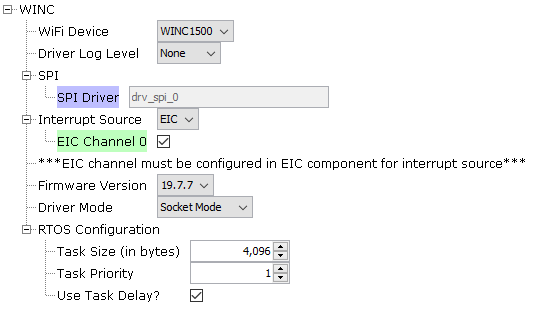 WINC
WiFi Device WINC1500
Driver Log Level None
SPI
SPI Driver drv_spi_0
Interrupt Source EIC
EIC Channel 0
***EIC channel must be configured in EIC component for interrupt source***
Firmware Version 19.7.7
Driver Mode Socket Mode
RTOS Configuration
Task Size (in bytes) 4,096
Task Priority 1
Use Task Delay?